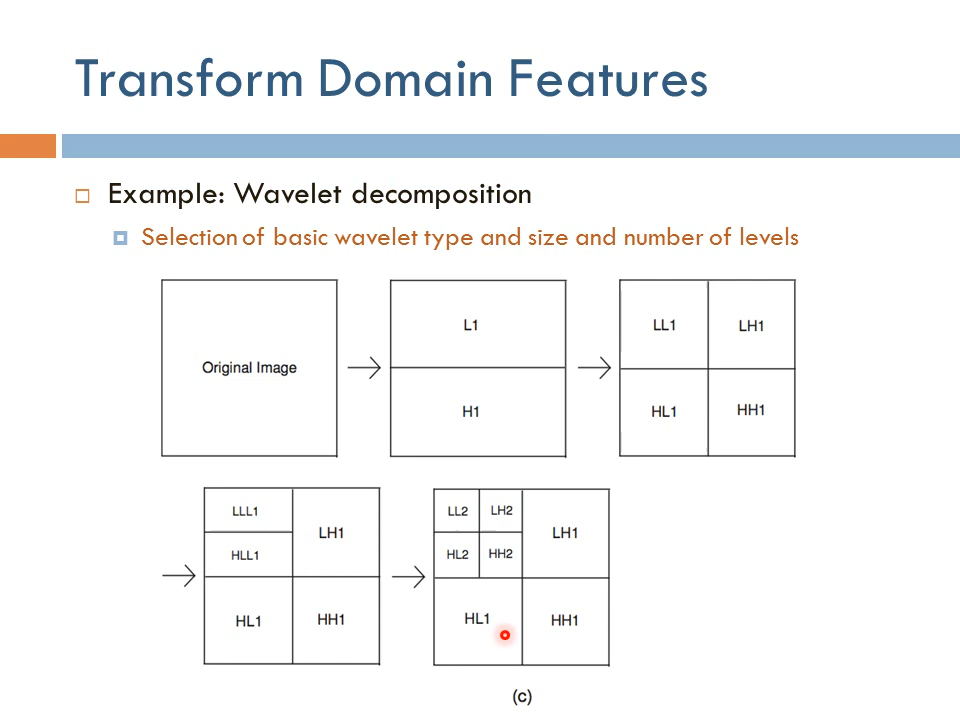 Transform Domain Features
Example: Wavelet decomposition
Selection of basic wavelet type and size and number of levels
Original Image
L1
H1
LL1 LH1
HL1 HH1
LLL1
HLL1
LH1
HL1 HH1
LL2 LH2
HL2 HH2
LH1
HL1 HH1
(c)